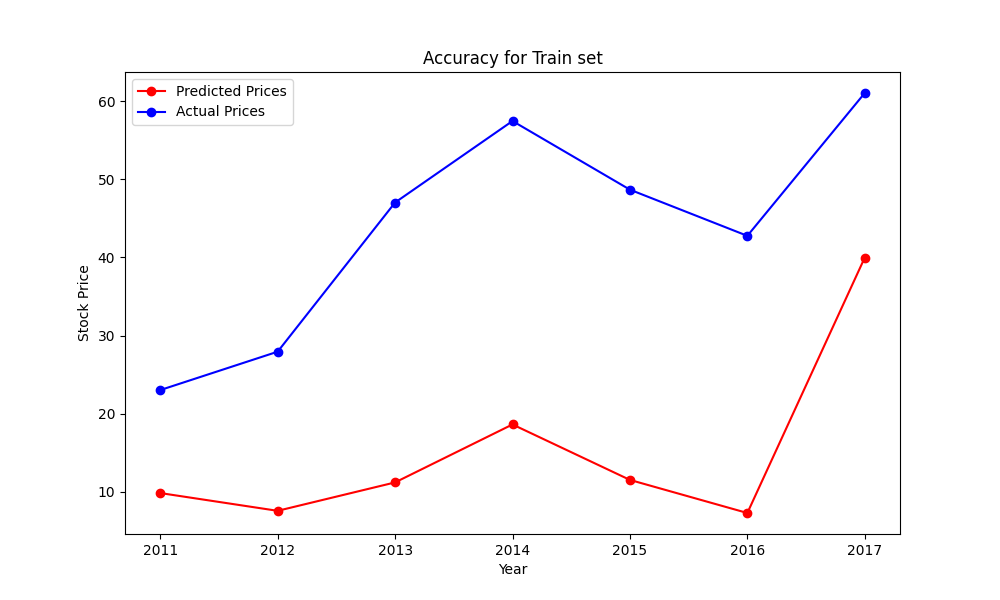 Accuracy for Train set
Predicted Prices
Actual Prices
60
50
40
30
20
10
Stock Price
2011 2012 2013 2014 2015 2016 2017
Year